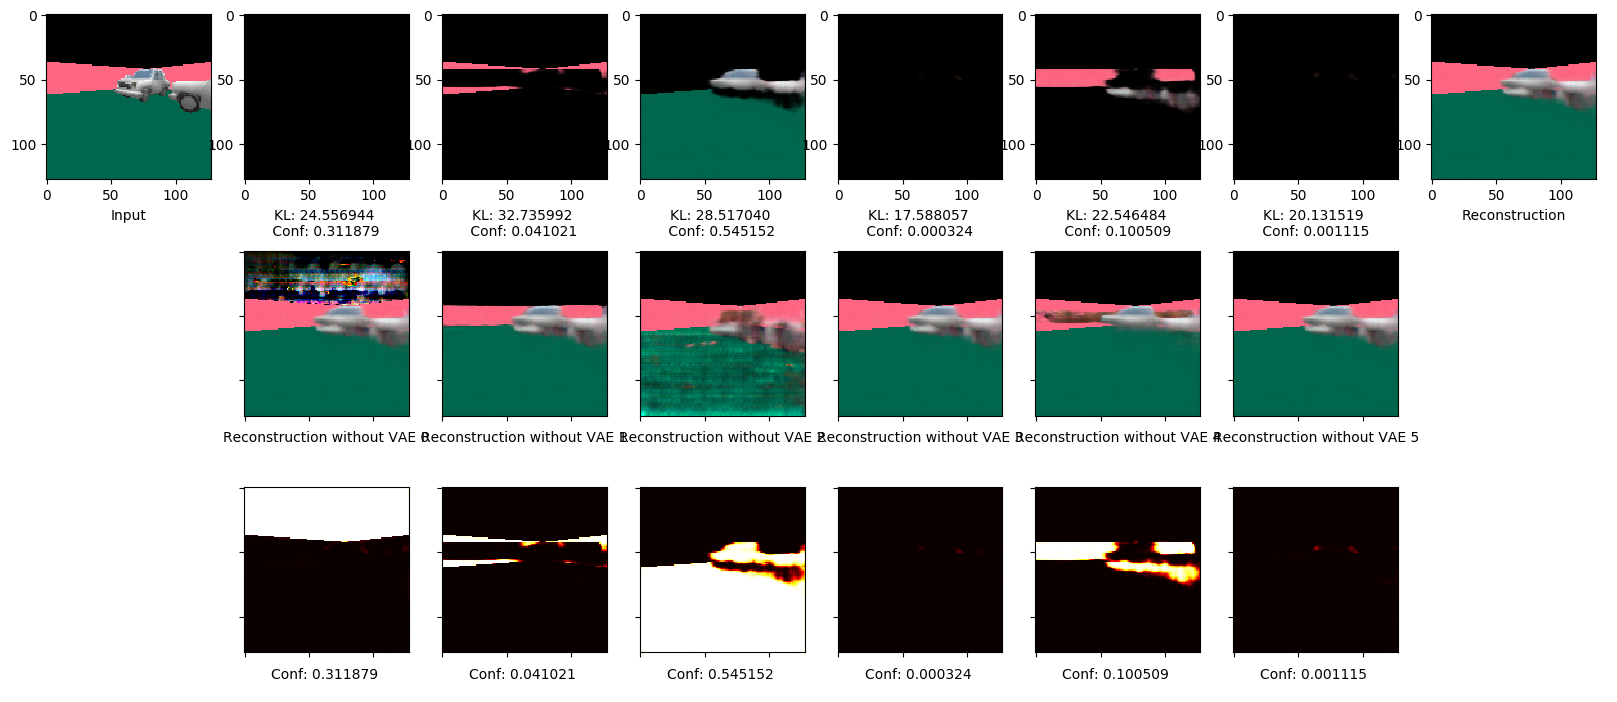 0
50
100
0
50
100
Input
0
50
100
0
50
100
KL: 24.556944
Conf: 0.311879
0
50
100
0
50
100
KL: 32.735992
Conf: 0.041021
0
50
100
0
50
100
KL: 28.517040
Conf: 0.545152
0
50
100
0
50
100
KL: 17.588057
Conf: 0.000324
0
50
100
0
50
100
KL: 22.546484
Conf: 0.100509
0
50
100
0
50
100
KL: 20.131519
Conf: 0.001115
0
50
100
0
50
100
Reconstruction
Reconstruction without VAE 0
Reconstruction without VAE 1
Reconstruction without VAE 2
Reconstruction without VAE 3
Reconstruction without VAE 4
Reconstruction without VAE 5
Conf: 0.311879
Conf: 0.041021
Conf: 0.545152
Conf: 0.000324
Conf: 0.100509
Conf: 0.001115